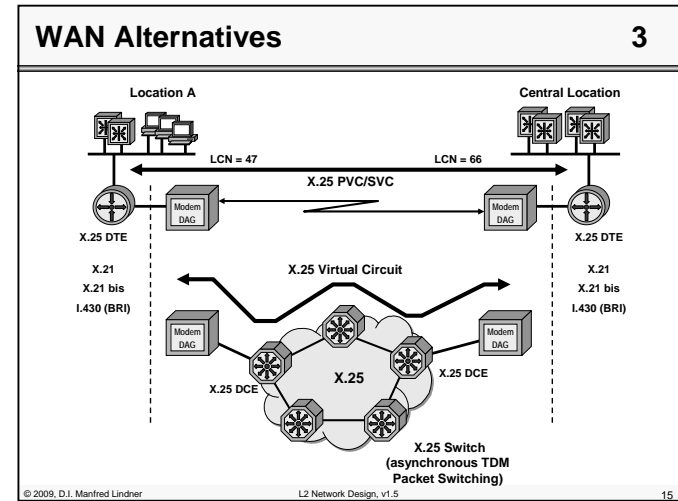 WAN Alternatives 3
Location A
Central Location
LCN = 47
LCN = 66
X.25 PVC/SVC
Modem
DAG
Modem
DAG
X.25 DTE
X.25 DTE
X.21
X.21 bis
I.430 (BRI)
X.25 Virtual Circuit
X.21
X.21 bis
I.430 (BRI)
Modem
DAG
Modem
DAG
X.25 DCE
X.25
X.25 DCE
X.25 Switch
(asynchronous TDM
Packet Switching)
© 2009, D.I. Manfred Lindner
L2 Network Design, v1.5
15